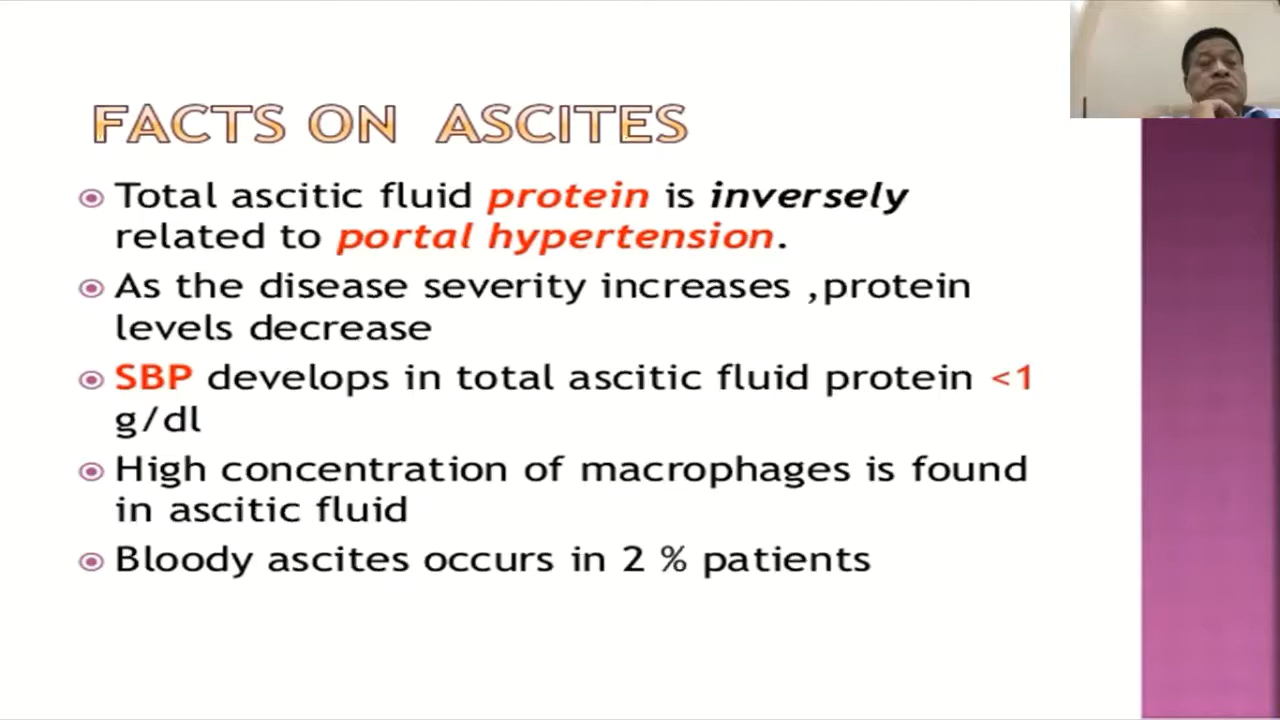 FACTS ON ASCITES
Total ascitic fluid protein is inversely
related to portal hypertension.
As the disease severity increases ,protein
levels decrease
SBP develops in total ascitic fluid protein <1
g/dl
High concentration of macrophages is found
in ascitic fluid
Bloody ascites occurs in 2 % patients